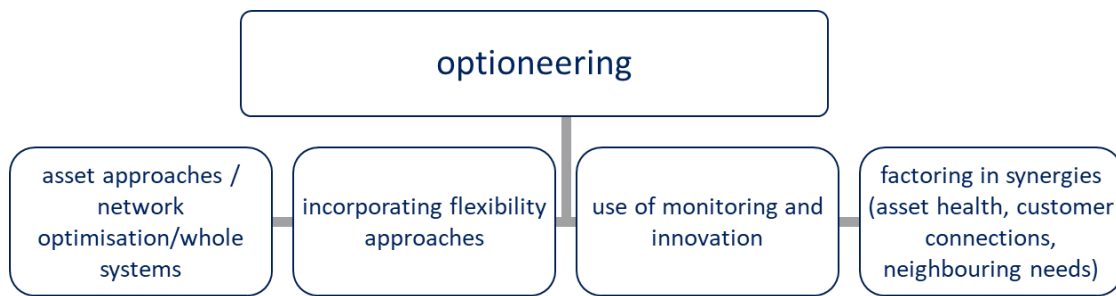 optioneering
asset approaches /
network
optimisation/whole
systems
incorporating flexibility
approaches
use of monitoring and
innovation
factoring in synergies
(asset health, customer
connections,
neighbouring needs)